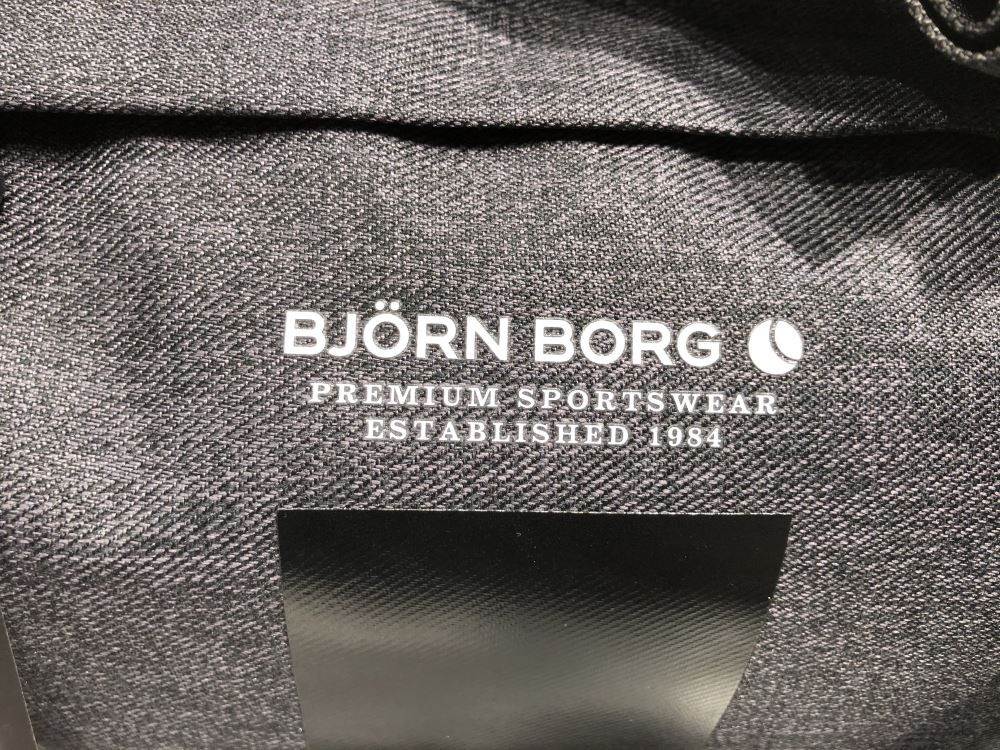 BJÖRN BORG
PREMIUM SPORTSWEAR
ESTABLISHED 1984